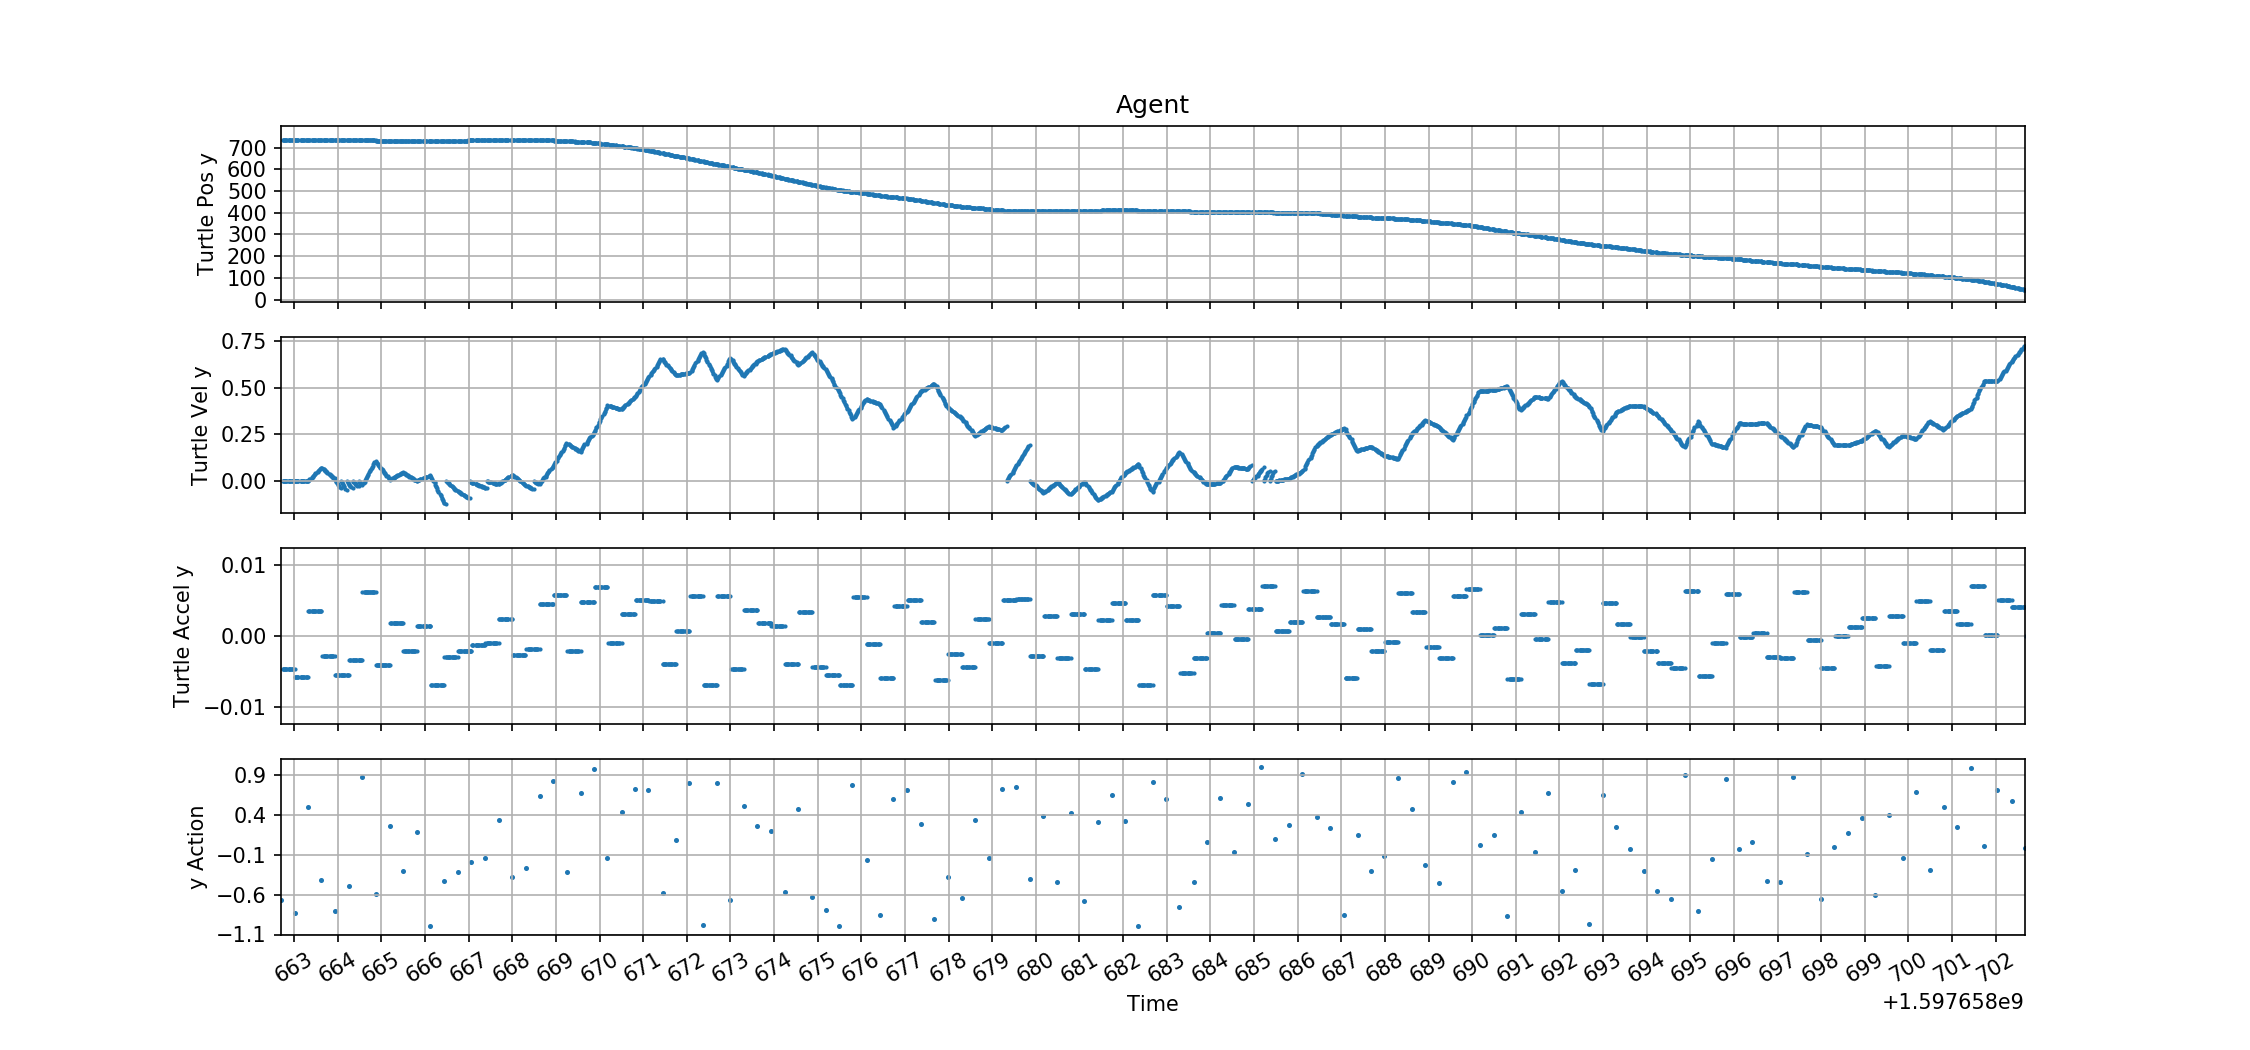 Agent
Turtle Pos y
700
600
500
400
300
200
100
0
Turtle Vel y
0.75
0.50
0.25
0.00
Turtle Accel y
0.01
0.00
−0.01
y Action
0.9
0.4
−0.1
−0.6
−1.1
663 664 665 666 667 668 669 670 671 672 673 674 675 676 677 678 679 680 681 682 683 684 685 686 687 688 689 690 691 692 693 694 695 696 697 698 699 700 701 702
Time
+1.597658e9